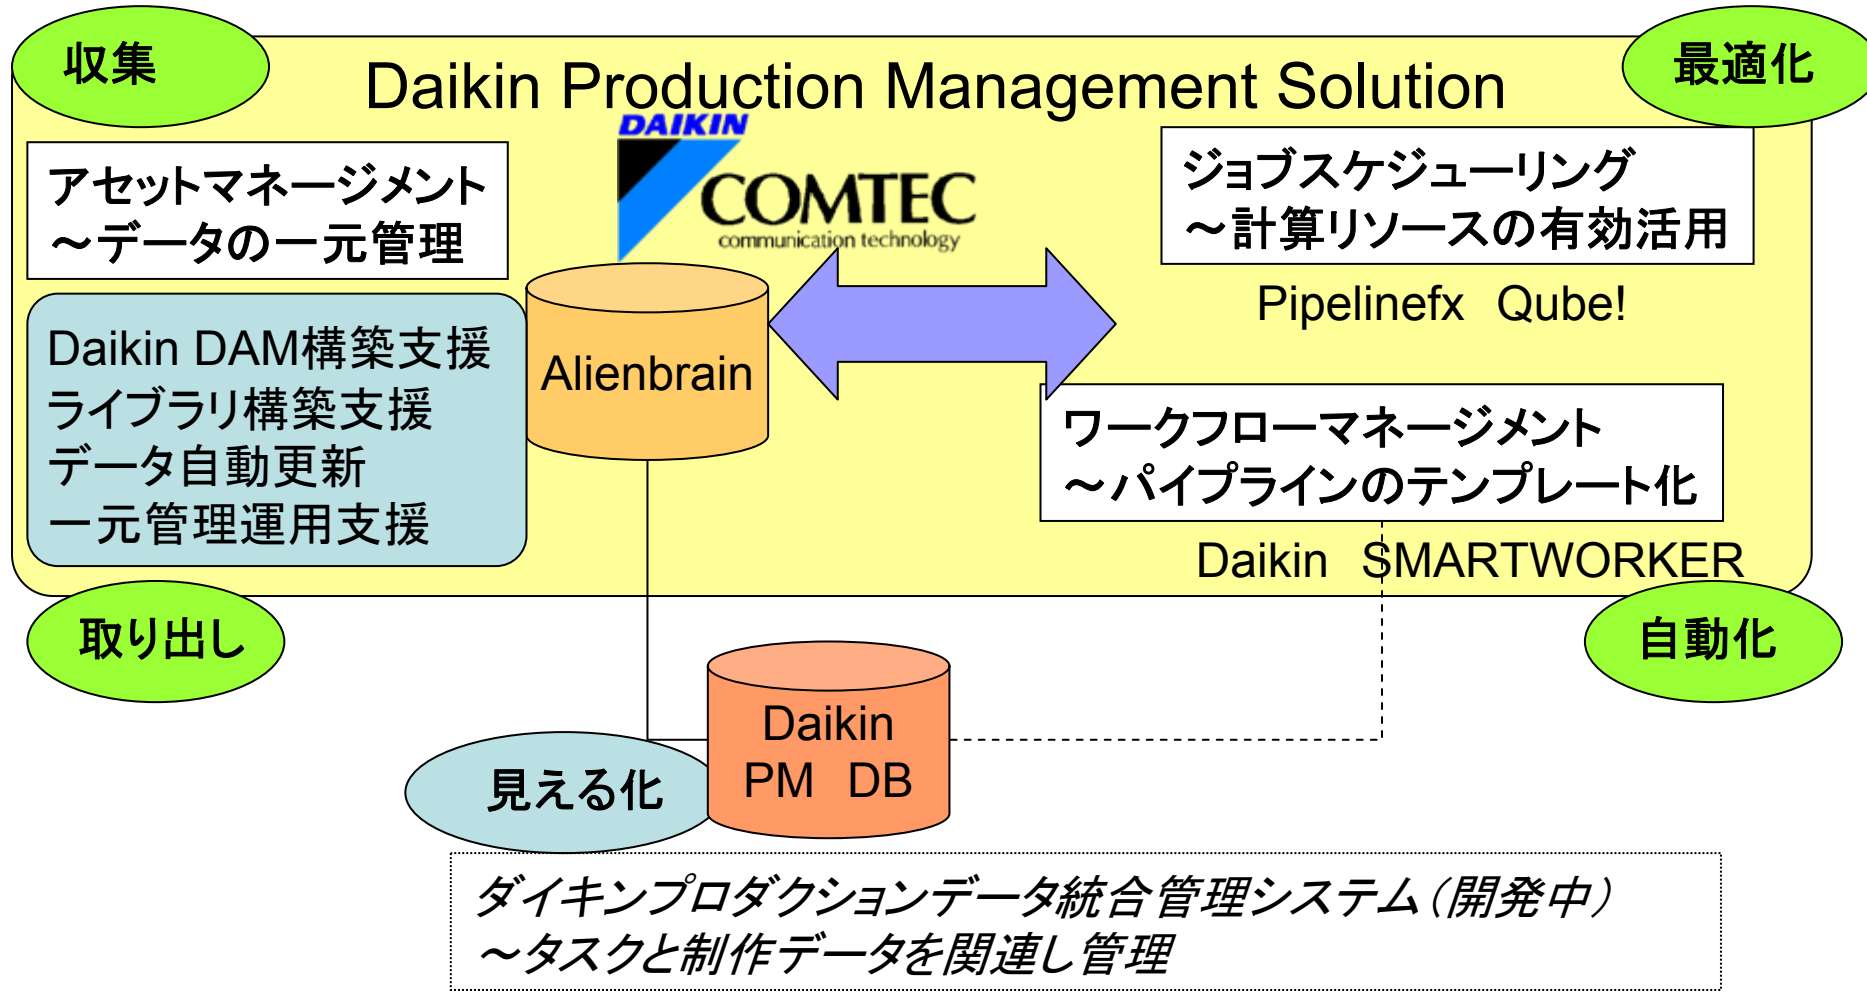 収集
最適化
Daikin Production Management Solution
DAIKIN
COMTEC
communication technology
アセットマネージメント
～データの一元管理
ジョブスケジューリング
～計算リソースの有効活用
Pipelinefx Qube!
Daikin DAM構築支援
ライブラリ構築支援
データ自動更新
一元管理運用支援
Alienbrain
ワークフローマネージメント
～パイプラインのテンプレート化
Daikin SMARTWORKER
取り出し
自動化
Daikin
PM DB
見える化
ダイキンプロダクションデータ統合管理システム（開発中）
～タスクと制作データを関連し管理